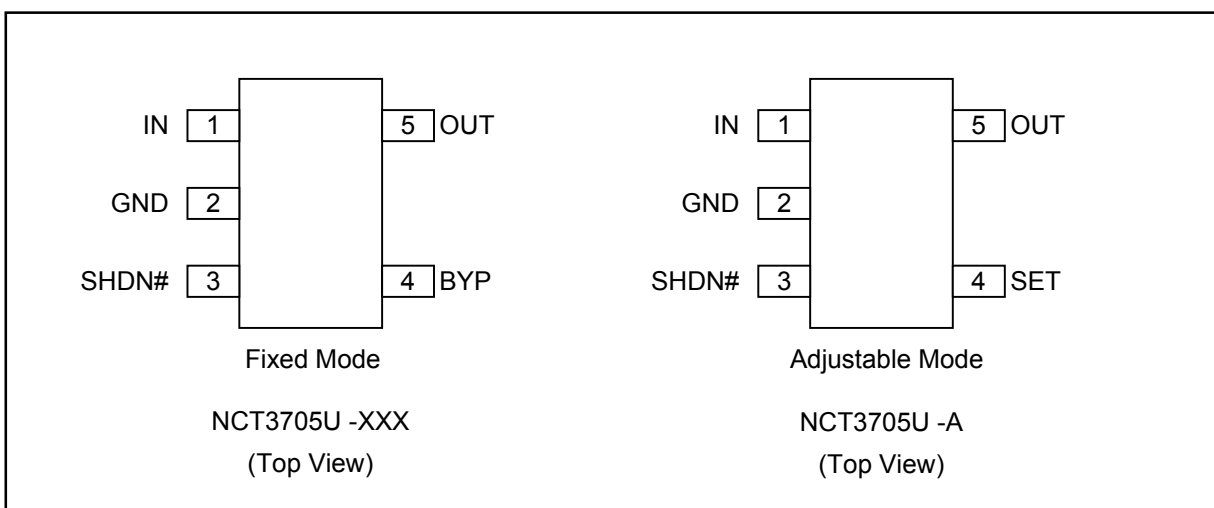 IN 1 5 OUT
GND 2
SHDN# 3 4 BYP
Fixed Mode
NCT3705U -XXX
(Top View)
IN 1 5 OUT
GND 2
SHDN# 3 4 SET
Adjustable Mode
NCT3705U -A
(Top View)